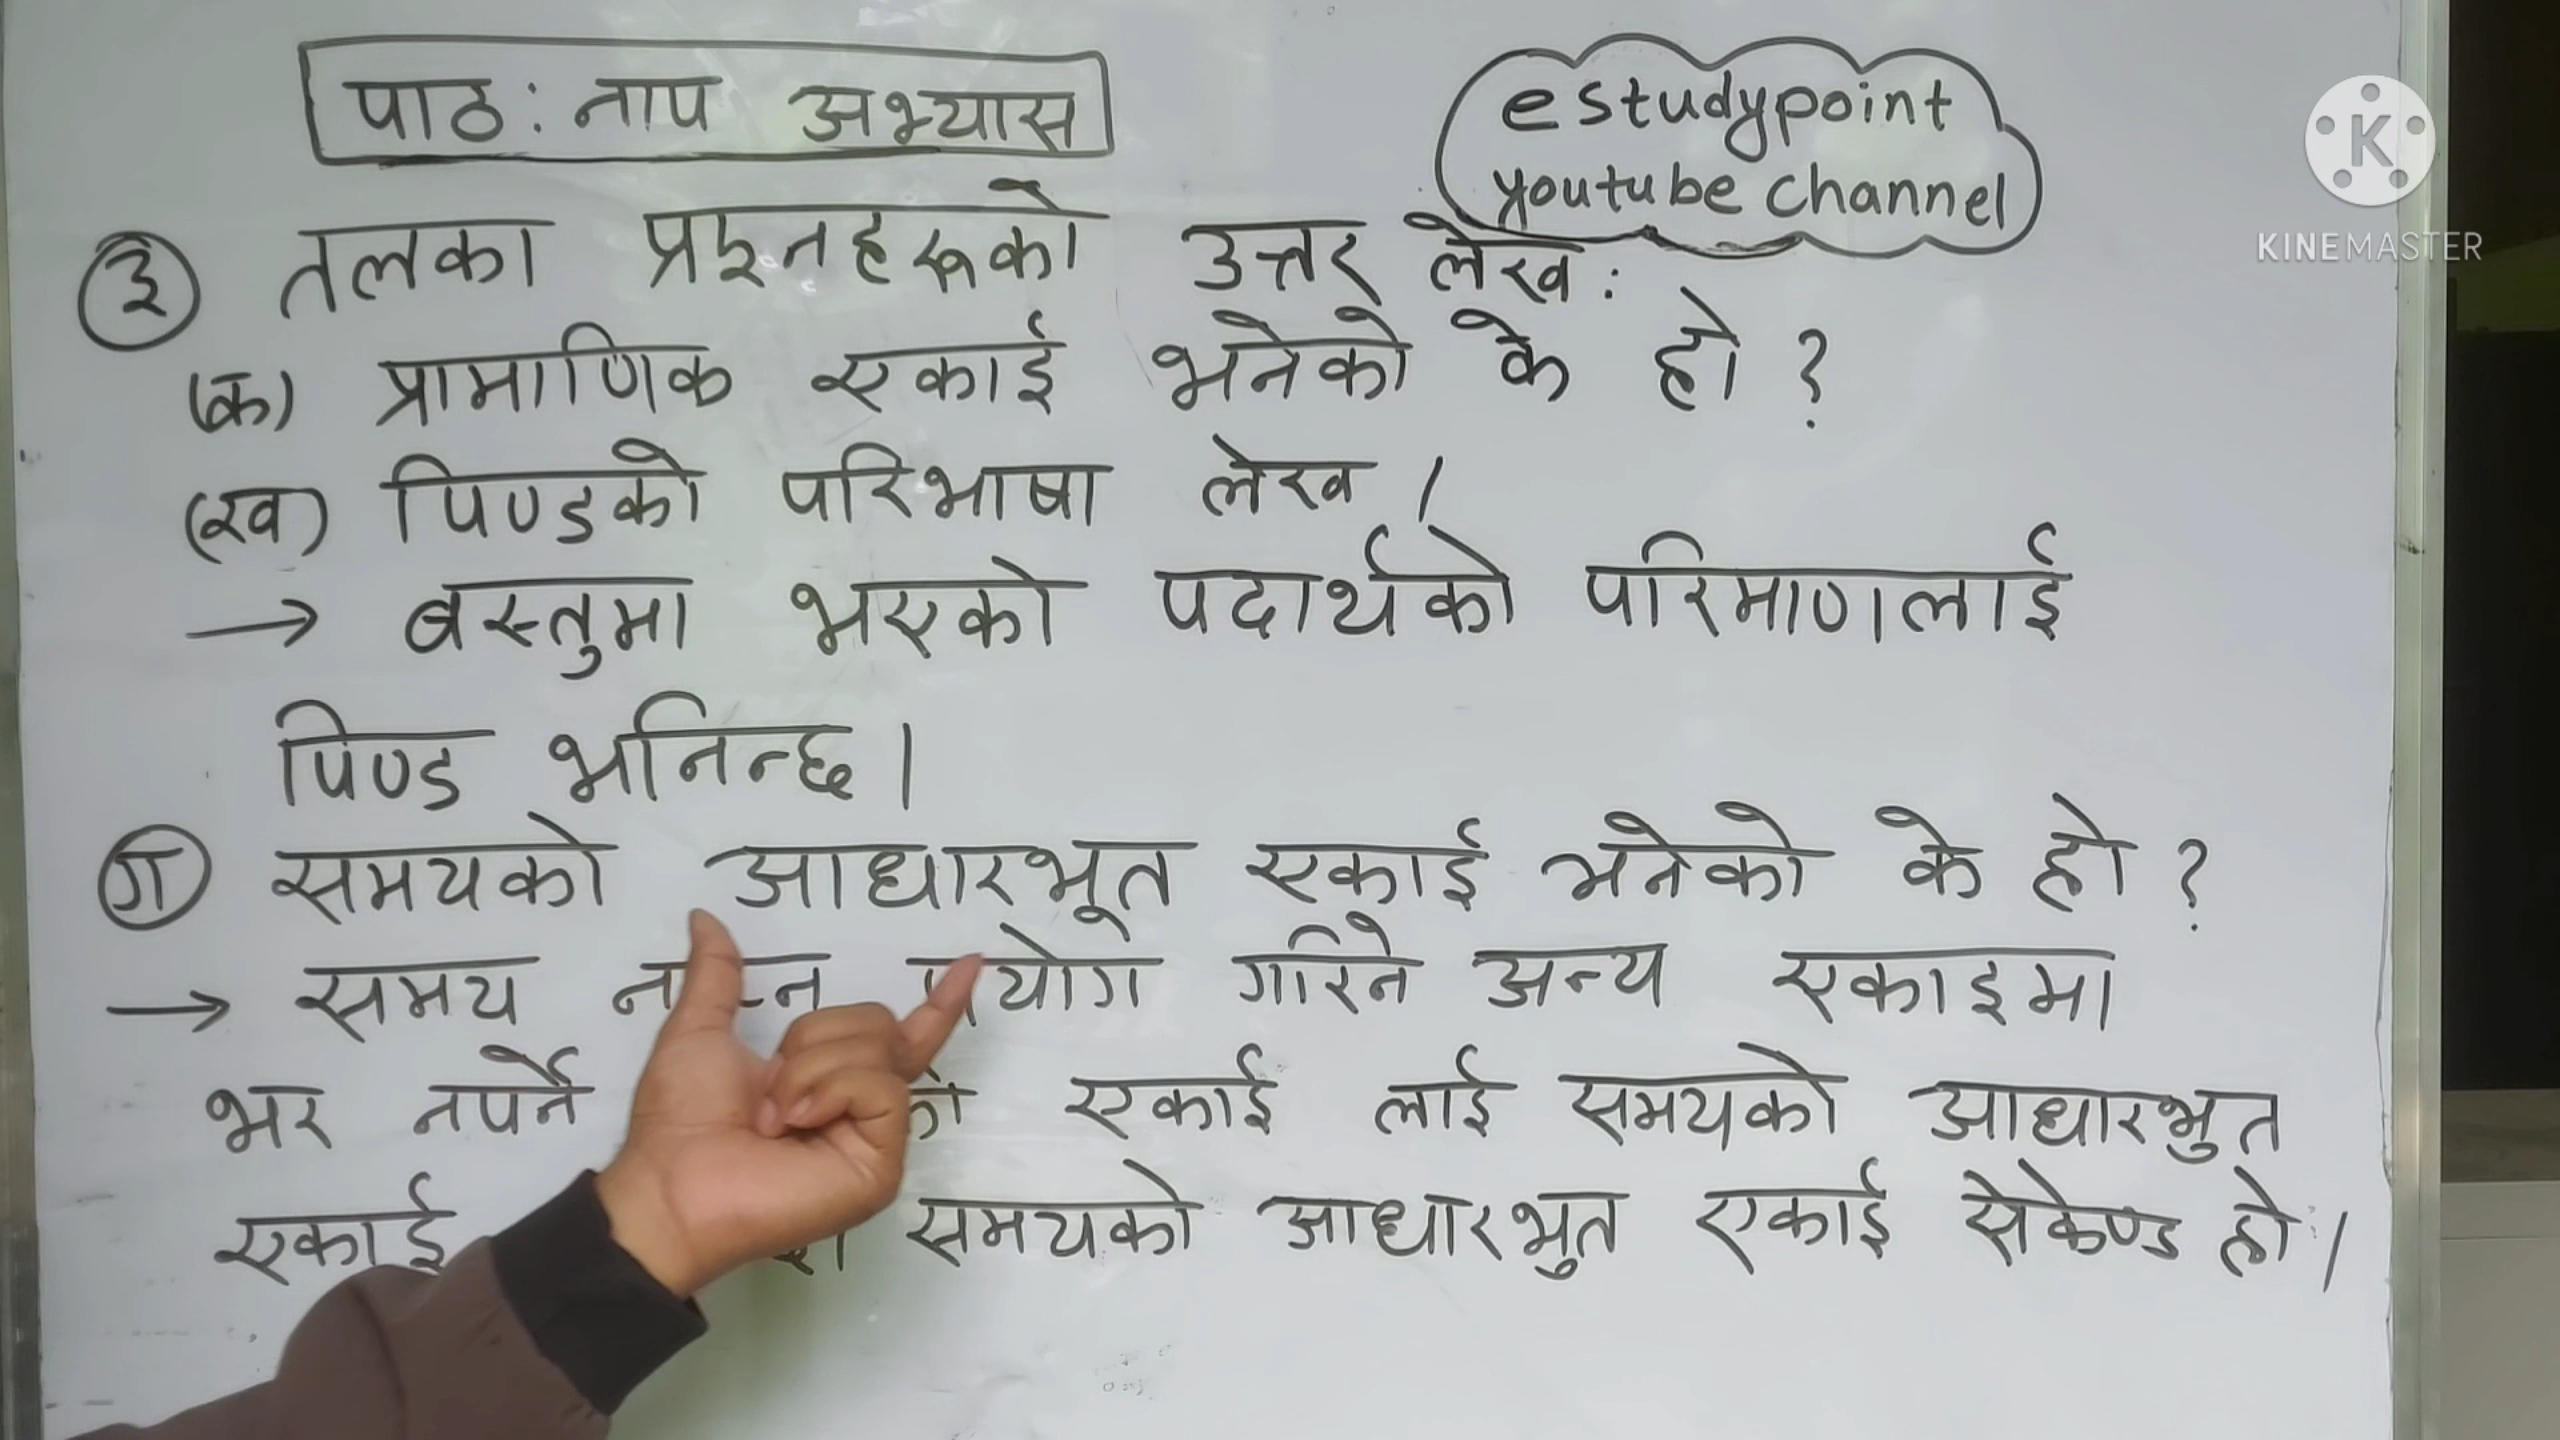 पाठ: नाप अभ्यास
estudypoint
youtube channel
KINEMASTER
३ तलका प्रश्नहरूको उत्तर लेख:
(क) प्रामाणिक एकाई भनेको के हो ?
(ख) पिण्डको परिभाषा लेख ।
→ बस्तुमा भएको पदार्थको परिमाणलाई
पिण्ड भनिन्छ ।
ग समयको आधारभूत एकाई भनेको के हो ?
→ समय गरिने अन्य एकाइमा
भर नपर्ने एकाई लाई समयको आधारभुत
एकाई समयको आधारभुत एकाई सेकेण्ड हो ।